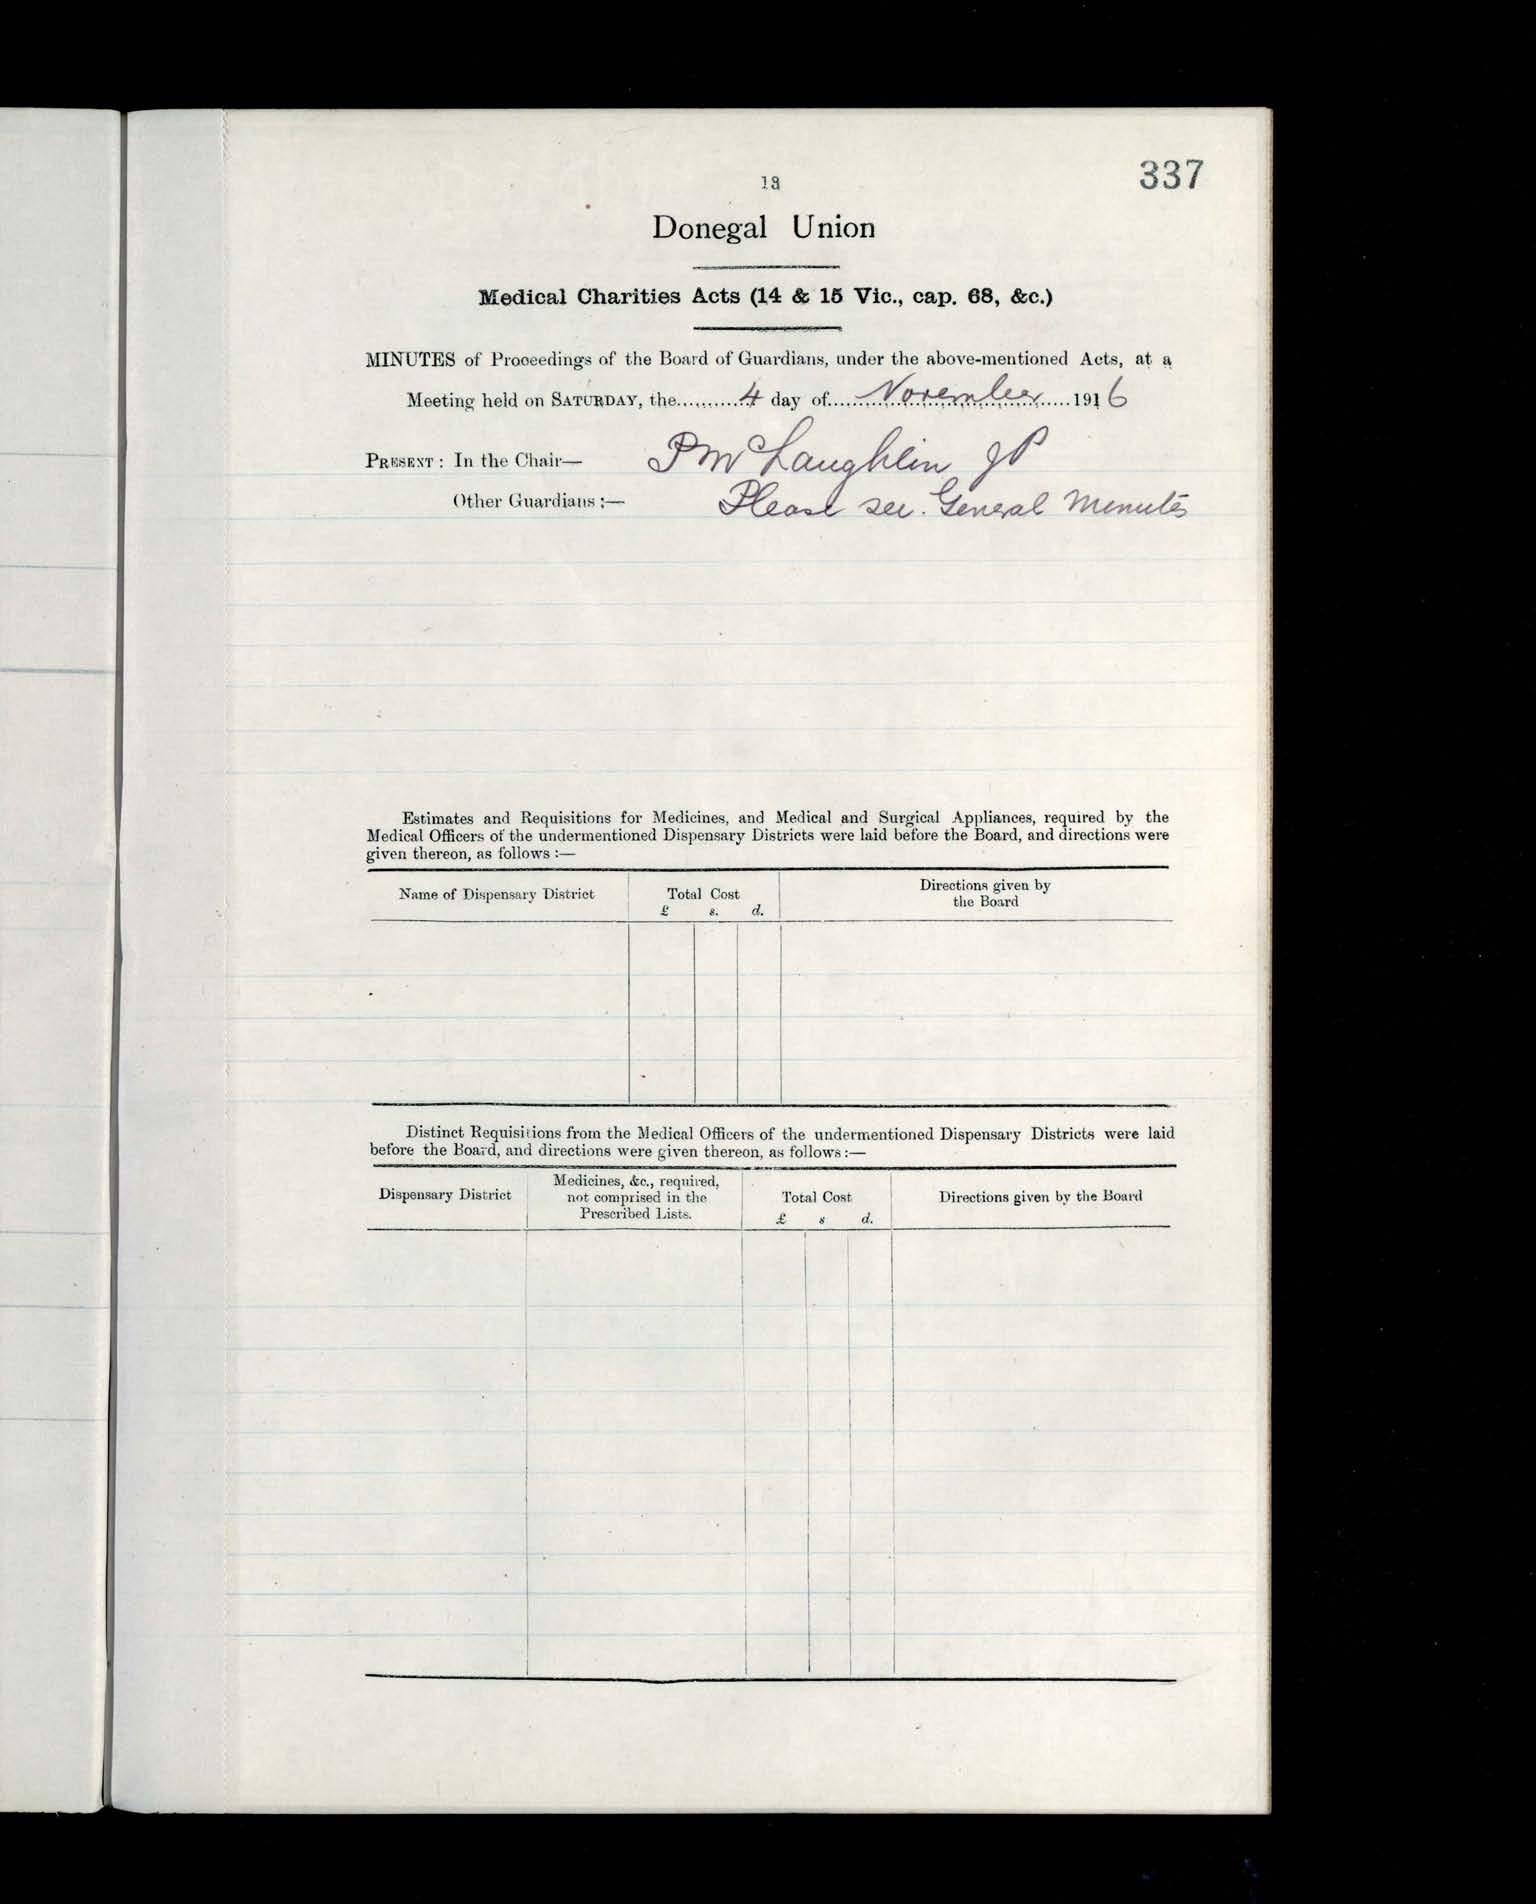 337
13
Donegal Union
Medical Charities Acts (14 & 15 Vic., cap. 68, &c.)
MINUTES of Proceedings of the Board of Guardians, under the above-mentioned Acts, at a
Meeting held on SATURDAY, the..........4 day of....November....1916
PRESENT : In the Chair— P McLaughlin JP
Other Guardians :— Please see. General Menutes
Estimates and Requisitions for Medicines, and Medical and Surgical Appliances, required by the
Medical Officers of the undermentioned Dispensary Districts were laid before the Board, and directions were
given thereon, as follows :—
Name of Dispensary District
Total Cost
£ s. d.
Directions given by
the Board
Distinct Requisitions from the Medical Officers of the undermentioned Dispensary Districts were laid
before the Board, and directions were given thereon, as follows :—
Dispensary District
Medicines, &c., required,
not comprised in the
Prescribed Lists.
Total Cost
£ s d.
Directions given by the Board